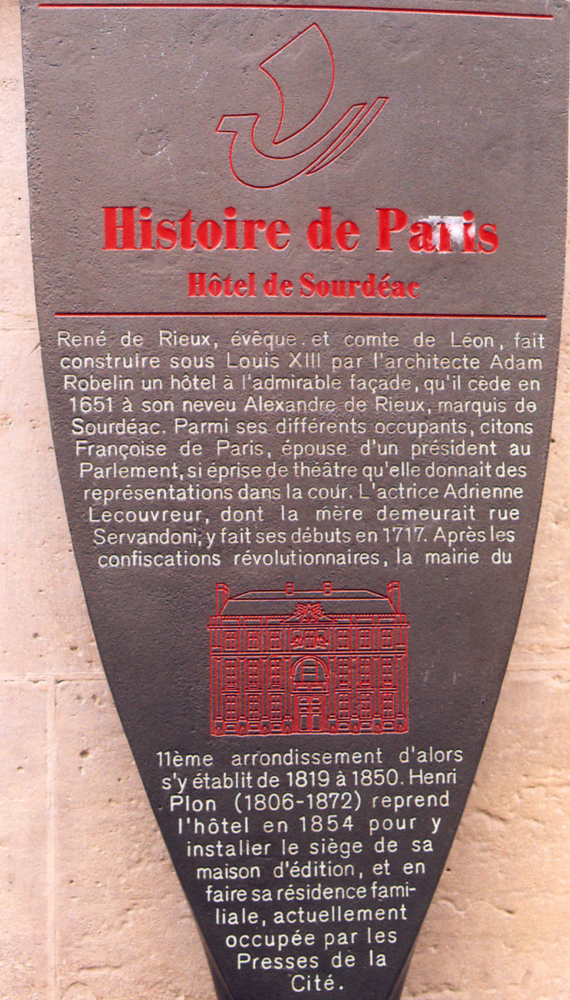 Histoire de Paris
Hôtel de Sourdéac
René de Rieux, évêque et comte de Léon, fait
construire sous Louis XIII par l'architecte Adam
Robelin un hôtel à l'admirable façade, qu'il cède en
1651 à son neveu Alexandre de Rieux, marquis de
Sourdéac. Parmi ses différents occupants, citons
Françoise de Paris, épouse d'un président au
Parlement, si éprise de théâtre qu'elle donnait des
représentations dans la cour. L'actrice Adrienne
Lecouvreur, dont la mère demeurait rue
Servandoni, y fait ses débuts en 1717. Après les
confiscations révolutionnaires, la mairie du
11ème arrondissement d'alors
s'y établit de 1819 à 1850. Henri
Plon (1806-1872) reprend
l'hôtel en 1854 pour y
installer le siège de sa
maison d'édition, et en
faire sa résidence fami-
liale, actuellement
occupée par les
Presses de la
Cité.